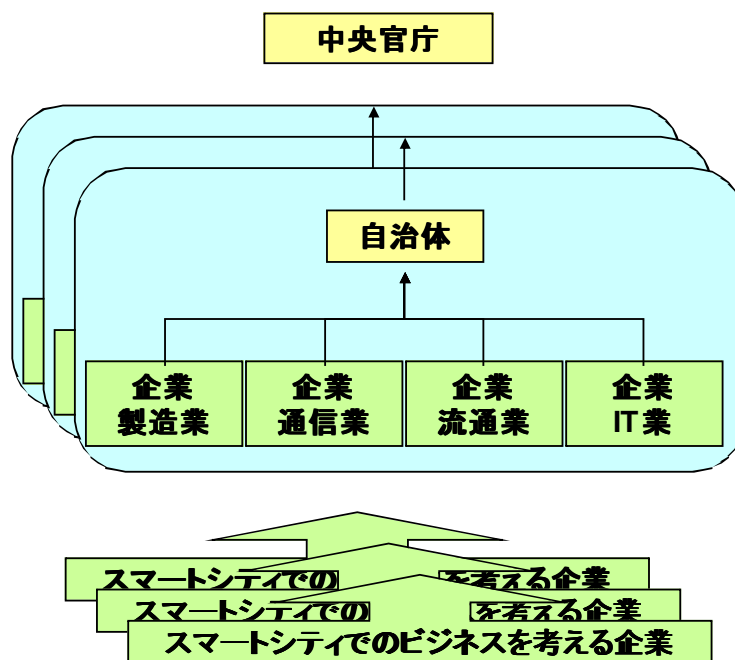 中央官庁
自治体
企業
製造業
企業
通信業
企業
流通業
企業
IT業
スマートシティでの
を考える企業
スマートシティでの
を考える企業
スマートシティでのビジネスを考える企業